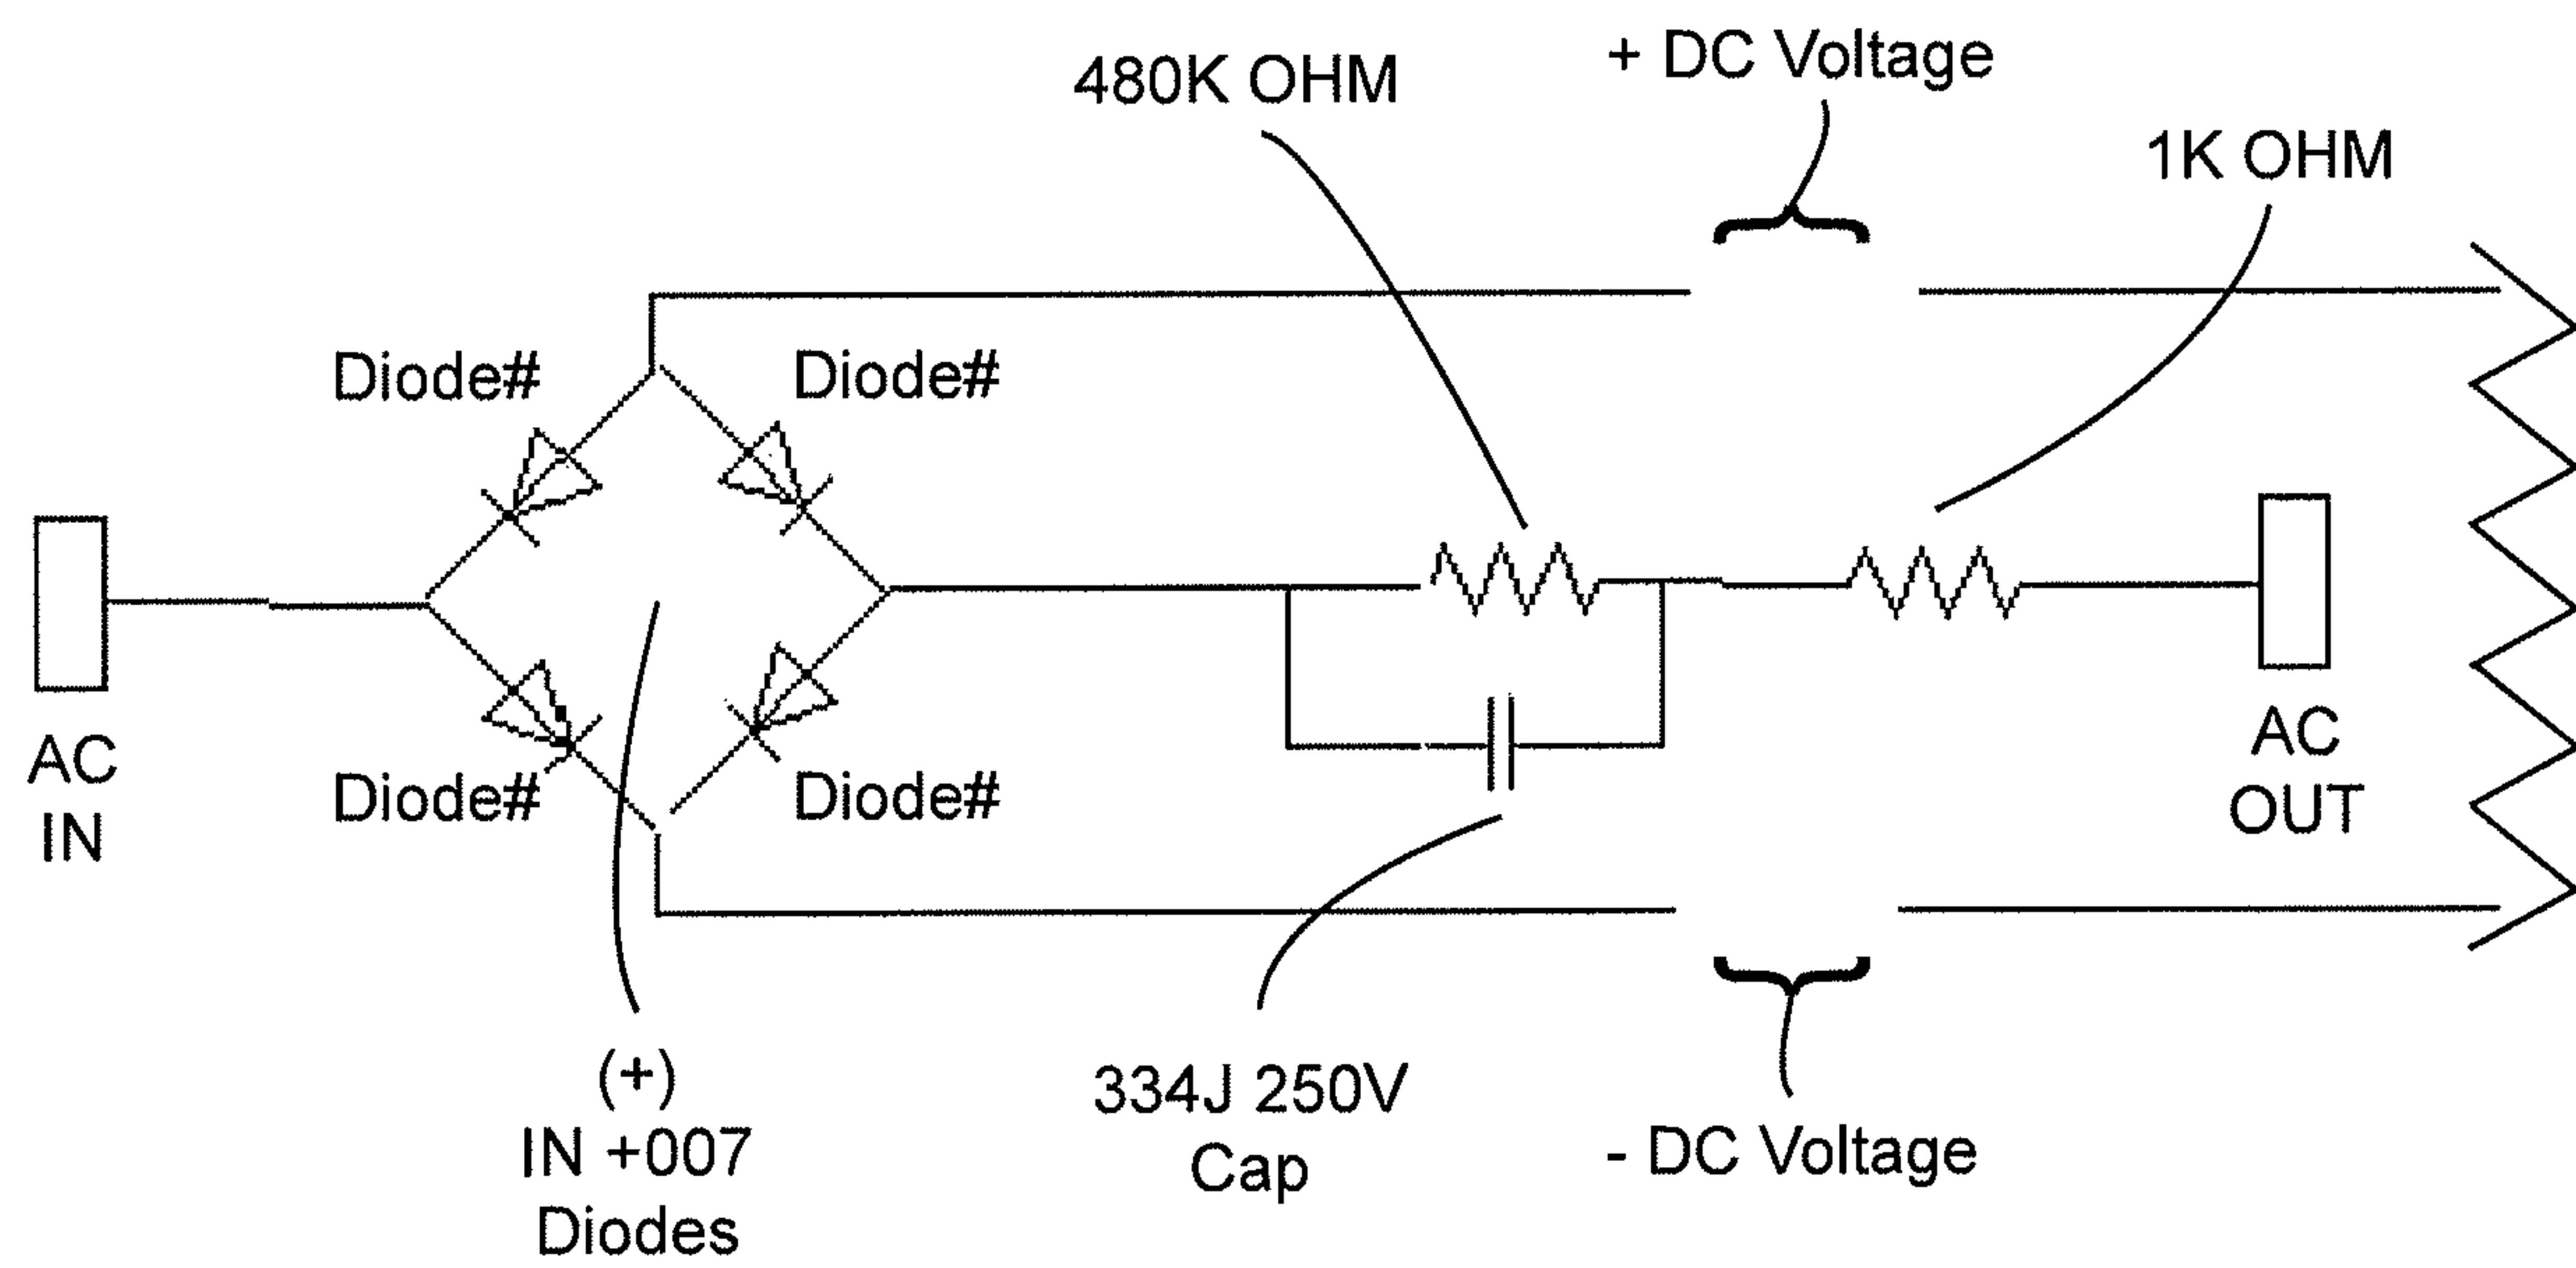 480K OHM
+ DC Voltage
1K OHM
Diode#
Diode#
AC
IN
Diode#
Diode#
AC
OUT
(+)
IN +007
Diodes
334J 250V
Cap
- DC Voltage